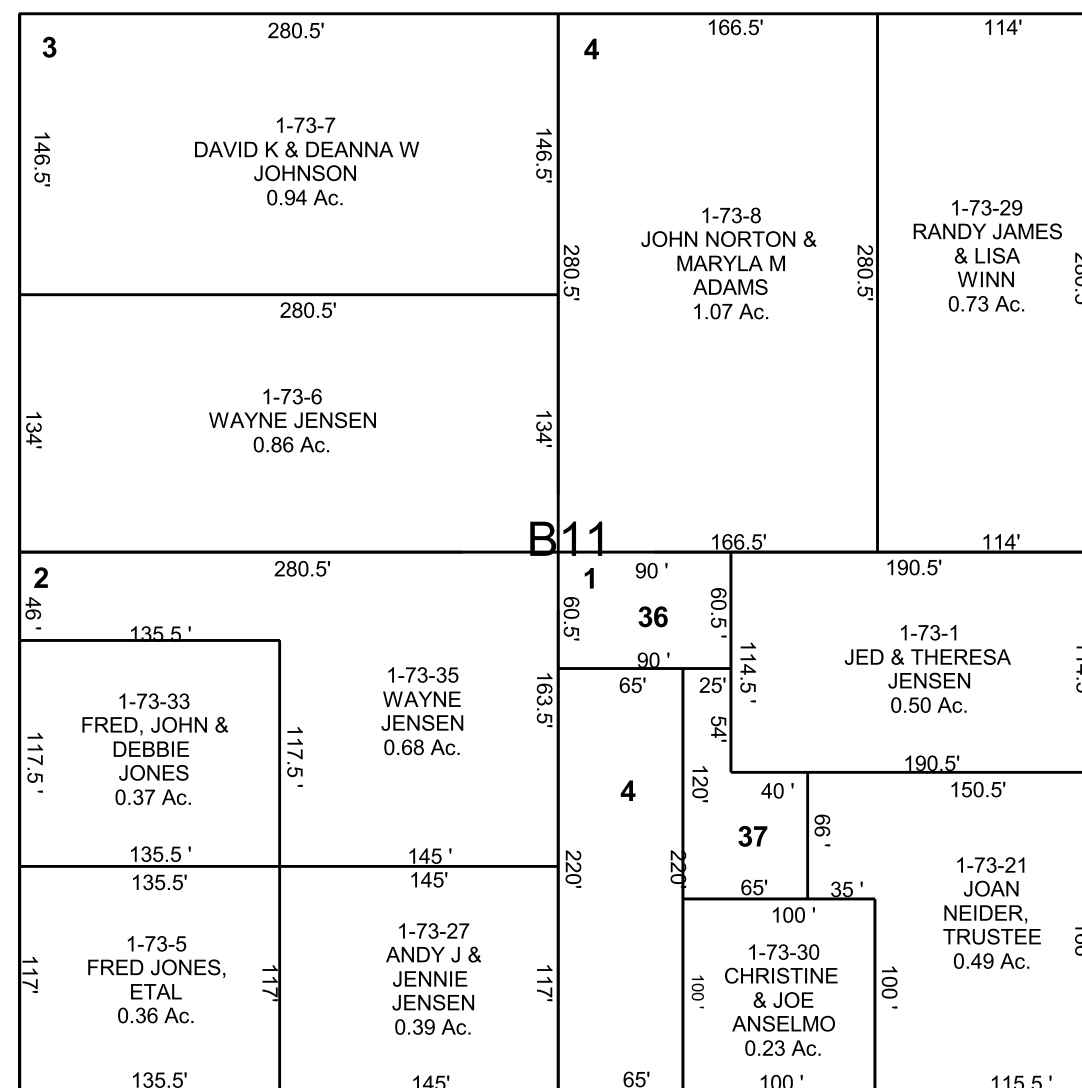 280.5'
3
146.5'
1-73-7
DAVID K & DEANNA W
JOHNSON
0.94 Ac.
146.5'
280.5'
134'
1-73-6
WAYNE JENSEN
0.86 Ac.
134'
166.5'
4
280.5'
1-73-8
JOHN NORTON &
MARYLA M
ADAMS
1.07 Ac.
280.5'
166.5'
114'
1-73-29
RANDY JAMES
& LISA
WINN
0.73 Ac.
114'
B11
280.5'
2
46 '
135.5 '
117.5 '
1-73-33
FRED, JOHN &
DEBBIE
JONES
0.37 Ac.
117.5 '
135.5 '
1-73-35
WAYNE
JENSEN
0.68 Ac.
163.5'
145 '
135.5'
117'
1-73-5
FRED JONES,
ETAL
0.36 Ac.
117'
135.5'
145'
1-73-27
ANDY J &
JENNIE
JENSEN
0.39 Ac.
117'
145'
1
90 '
60.5'
36
60.5 '
90 '
65'
4
220'
220'
65'
25'
54'
120'
40 '
37
66 '
65'
35 '
190.5'
114.5 '
1-73-1
JED & THERESA
JENSEN
0.50 Ac.
190.5'
150.5'
1-73-21
JOAN
NEIDER,
TRUSTEE
0.49 Ac.
115.5 '
100 '
100 '
1-73-30
CHRISTINE
& JOE
ANSELMO
0.23 Ac.
100 '
100 '